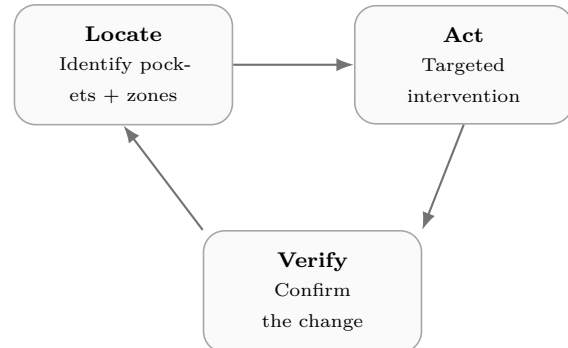 Locate
Identify pock-
ets + zones
Act
Targeted
intervention
Verify
Confirm
the change